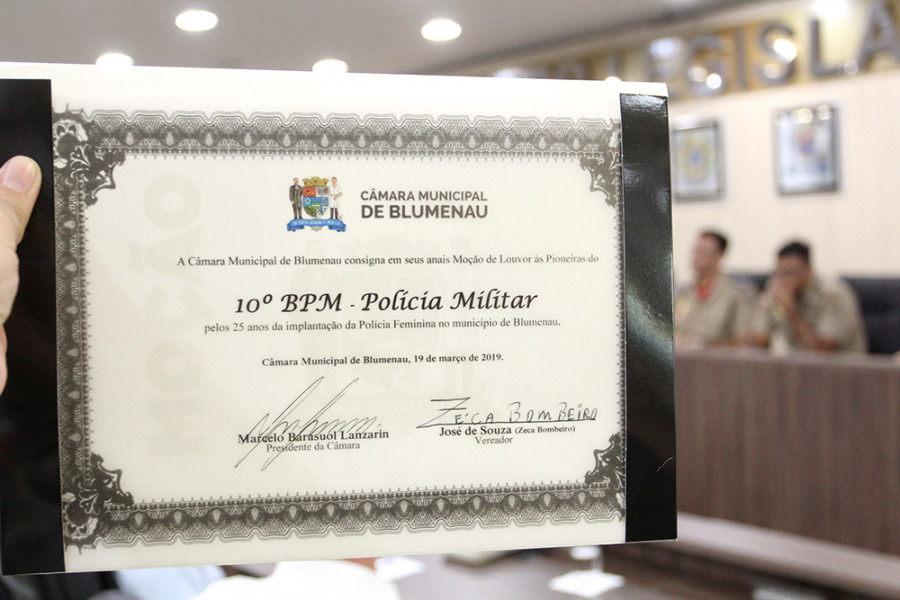 LEGISLA
MOÇÃO
CÂMARA MUNICIPAL
DE BLUMENAU
A Câmara Municipal de Blumenau consigna em seus anais Moção de Louvor às Pioneiras do
10º BPM - Polícia Militar
pelos 25 anos da implantação da Polícia Feminina no município de Blumenau.
Câmara Municipal de Blumenau, 19 de março de 2019.
ZECA BOMBEIRO
Marcelo Barasuol Lanzarin
Presidente da Câmara
José de Souza (Zeca Bombeiro)
Vereador